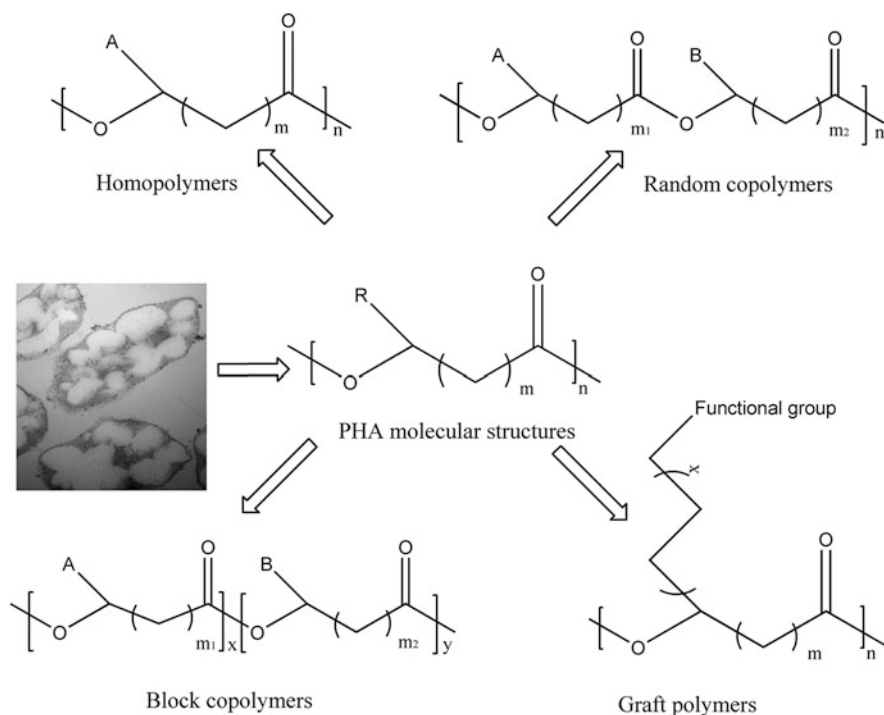 A
O
O
m
n
Homopolymers
A
O
B
O
O
m1
O
m2
n
Random copolymers
R
O
O
m
n
PHA molecular structures
Functional group
x
O
O
m
n
Graft polymers
A
O
B
O
O
m1
x
O
m2
y
Block copolymers